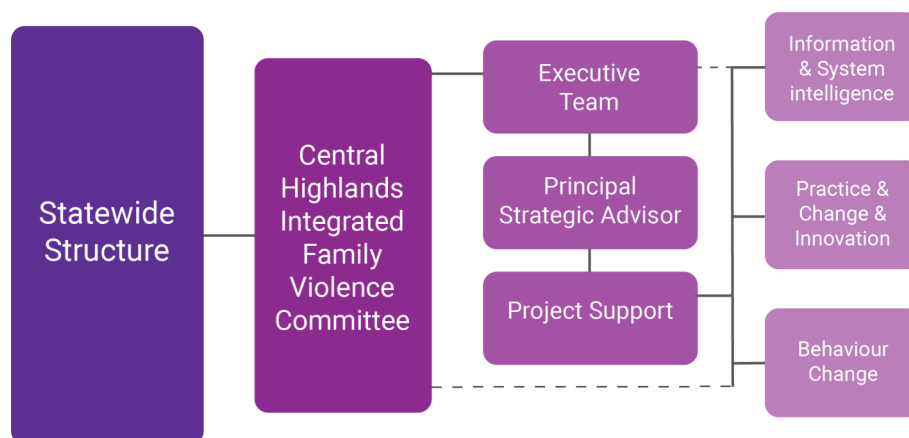 Statewide
Structure
Central
Highlands
Integrated
Family
Violence
Committee
Executive
Team
Principal
Strategic Advisor
Project Support
Information
& System
intelligence
Practice &
Change &
Innovation
Behaviour
Change